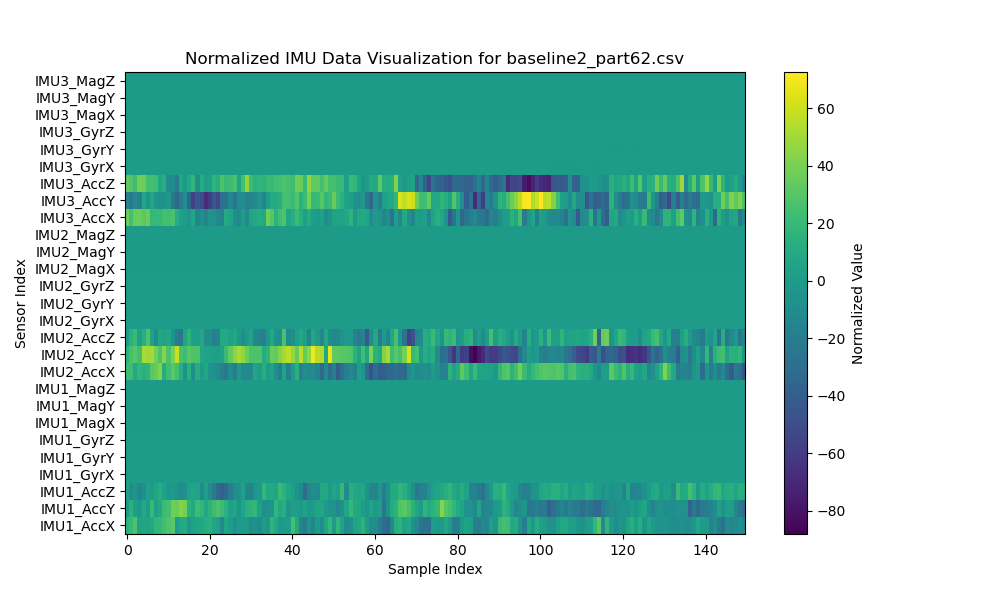 Normalized IMU Data Visualization for baseline2_part62.csv
IMU3_MagZ
IMU3_MagY
IMU3_MagX
IMU3_GyrZ
IMU3_GyrY
IMU3_GyrX
IMU3_AccZ
IMU3_AccY
IMU3_AccX
IMU2_MagZ
IMU2_MagY
IMU2_MagX
IMU2_GyrZ
IMU2_GyrY
IMU2_GyrX
IMU2_AccZ
IMU2_AccY
IMU2_AccX
IMU1_MagZ
IMU1_MagY
IMU1_MagX
IMU1_GyrZ
IMU1_GyrY
IMU1_GyrX
IMU1_AccZ
IMU1_AccY
IMU1_AccX
Sensor Index
0 20 40 60 80 100 120 140
Sample Index
60
40
20
0
−20
−40
−60
−80
Normalized Value